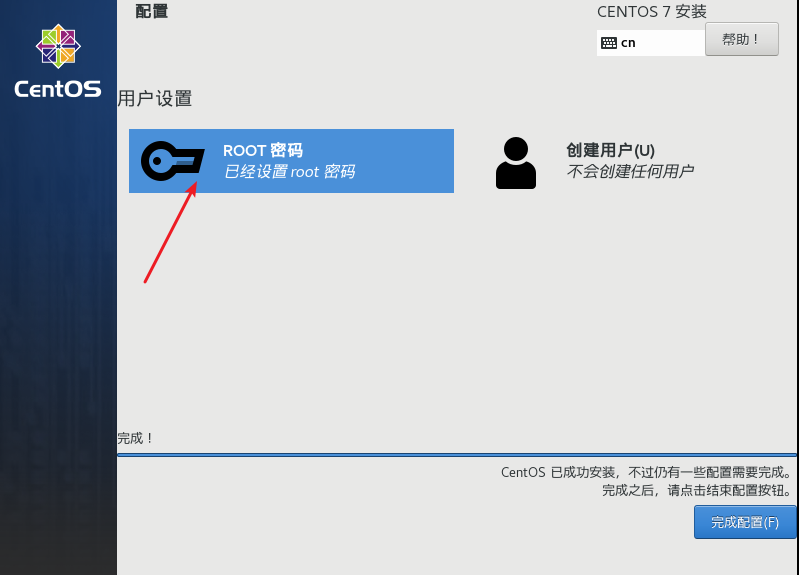 配置
CENTOS 7 安装
cn
帮助！
CentOS
用户设置
ROOT 密码
已经设置 root 密码
创建用户(U)
不会创建任何用户
完成！
CentOS 已成功安装，不过仍有一些配置需要完成。
完成之后，请点击结束配置按钮。
完成配置(F)